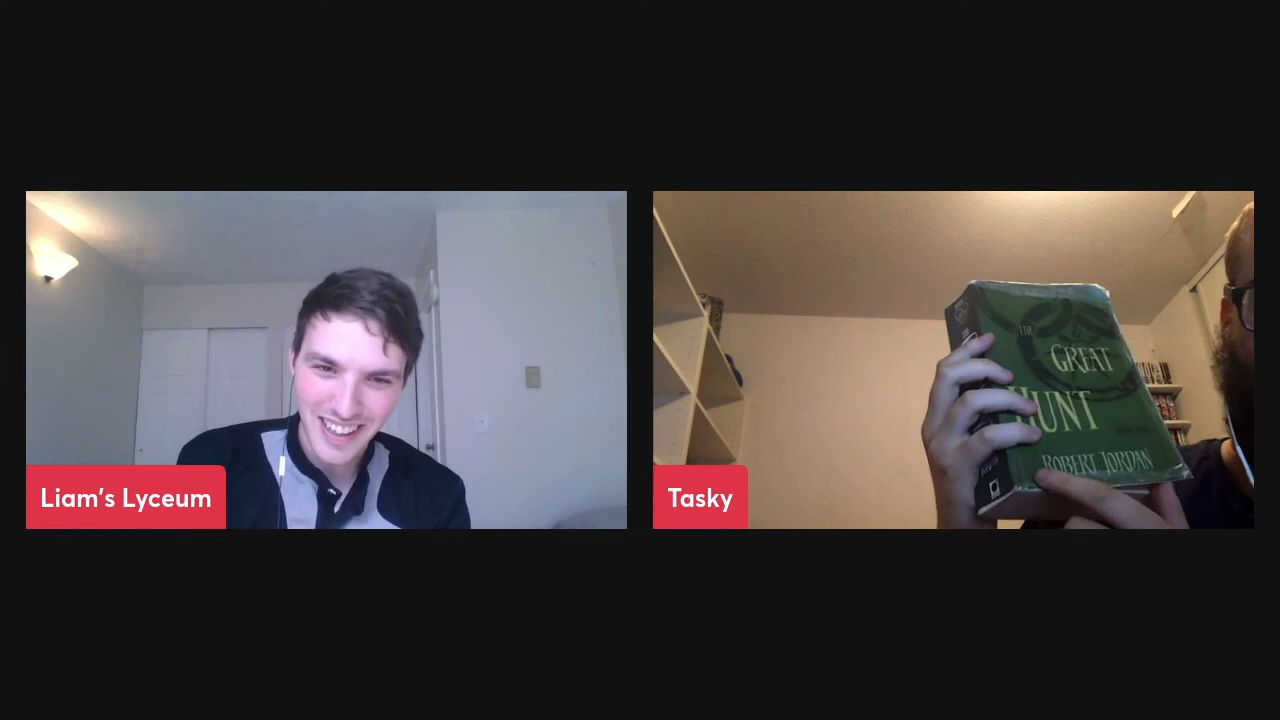 Liam's Lyceum
Tasky
THE
GREAT
HUNT
ROBERT JORDAN